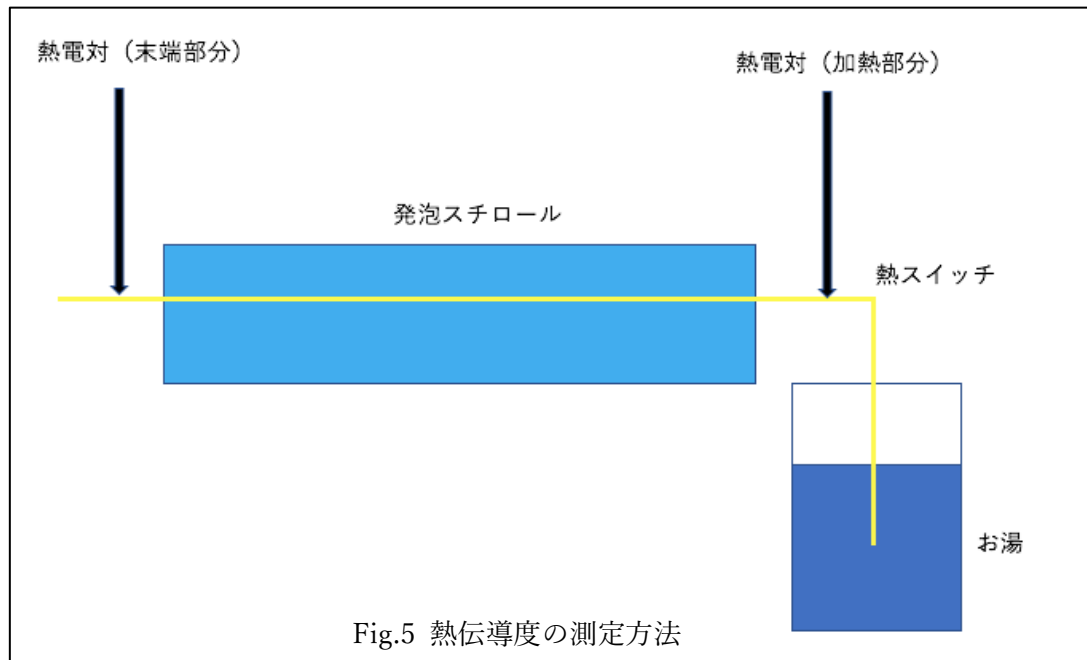 熱電対（末端部分）
熱電対（加熱部分）
発泡スチロール
熱スイッチ
お湯
Fig.5 熱伝導度の測定方法